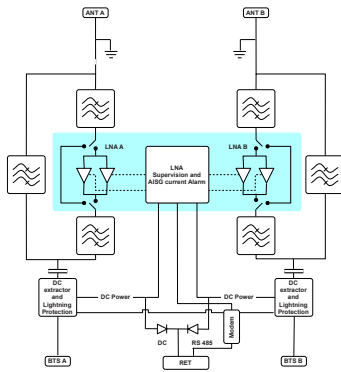 ANT A
ANT B
LNA A
LNA B
LNA
Supervision and
AISG current Alarm
DC
extractor
and
Lightning
Protection
DC Power
DC Power
DC
extractor
and
Lightning
Protection
Modem
DC
RS 485
BTS A
RET
BTS B